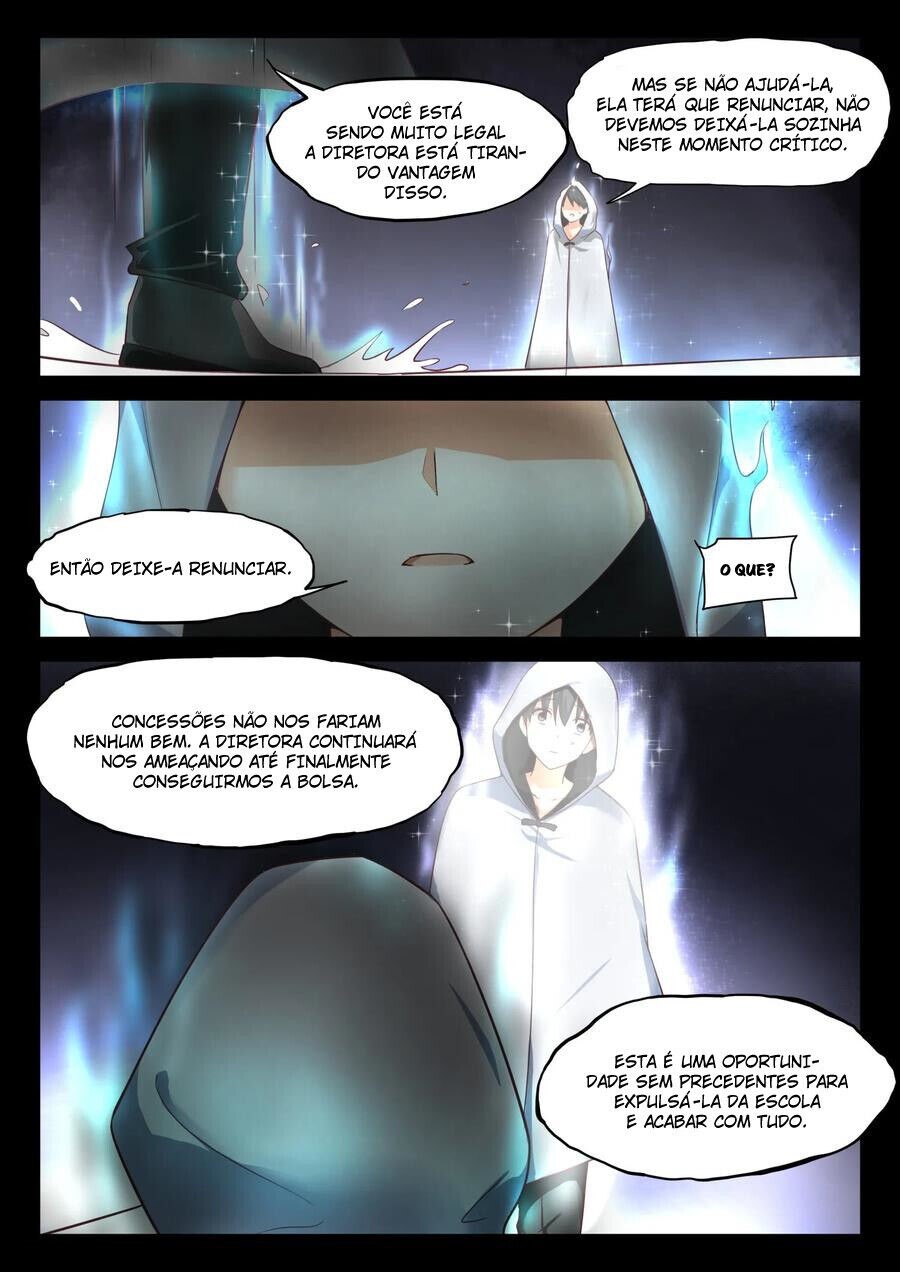 VOCÊ ESTÁ
SENDO MUITO LEGAL
A DIRETORA ESTÁ TIRAN-
DO VANTAGEM
DISSO.
MAS SE NÃO AJUDÁ-LA,
ELA TERÁ QUE RENUNCIAR, NÃO
DEVEMOS DEIXÁ-LA SOZINHA
NESTE MOMENTO CRÍTICO.
ENTÃO DEIXE-A RENUNCIAR.
O QUE?
CONCESSÕES NÃO NOS FARIAM
NENHUM BEM. A DIRETORA CONTINUARÁ
NOS AMEAÇANDO ATÉ FINALMENTE
CONSEGUIRMOS A BOLSA.
ESTA É UMA OPORTUNI-
DADE SEM PRECEDENTES PARA
EXPULSÁ-LA DA ESCOLA
E ACABAR COM TUDO.